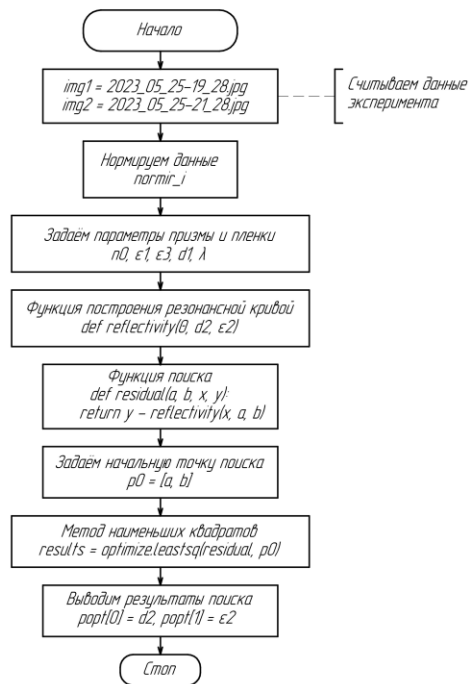 Начало
img1 = 2023_05_25-19_28.jpg
img2 = 2023_05_25-21_28.jpg
Считываем данные
эксперимента
Нормируем данные
normir_i
Задаём параметры призмы и пленки
n0, ε1, ε3, d1, λ
Функция построения резонансной кривой
def reflectivity(θ, d2, ε2)
Функция поиска
def residual(a, b, x, y):
return y – reflectivity(x, a, b)
Задаём начальную точку поиска
p0 = [a, b]
Метод наименьших квадратов
results = optimize.leastsq(residual, p0)
Выводим результаты поиска
popt[0] = d2, popt[1] = ε2
Стоп